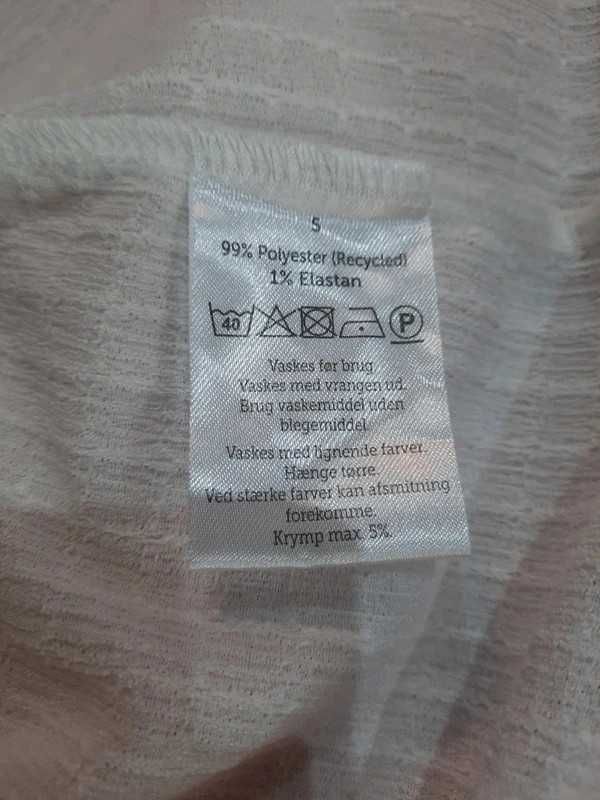 5
99% Polyester (Recycled)
1% Elastan
40 P
Vaskes før brug
Vaskes med vrangen ud.
Brug vaskemiddel uden
blegemiddel.
Vaskes med lignende farver.
Hænge tørre.
Ved stærke farver kan afsmitning
forekomme.
Krymp max. 5%.